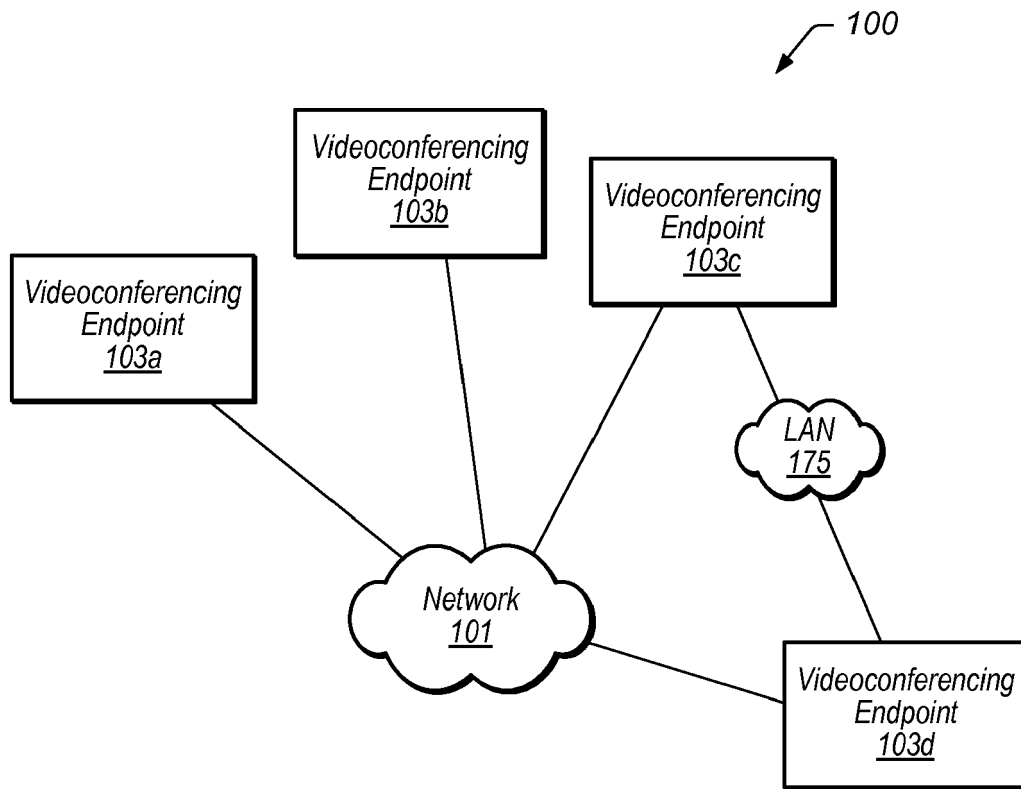 100
Videoconferencing
Endpoint
103b
Videoconferencing
Endpoint
103c
Videoconferencing
Endpoint
103a
LAN
175
Network
101
Videoconferencing
Endpoint
103d